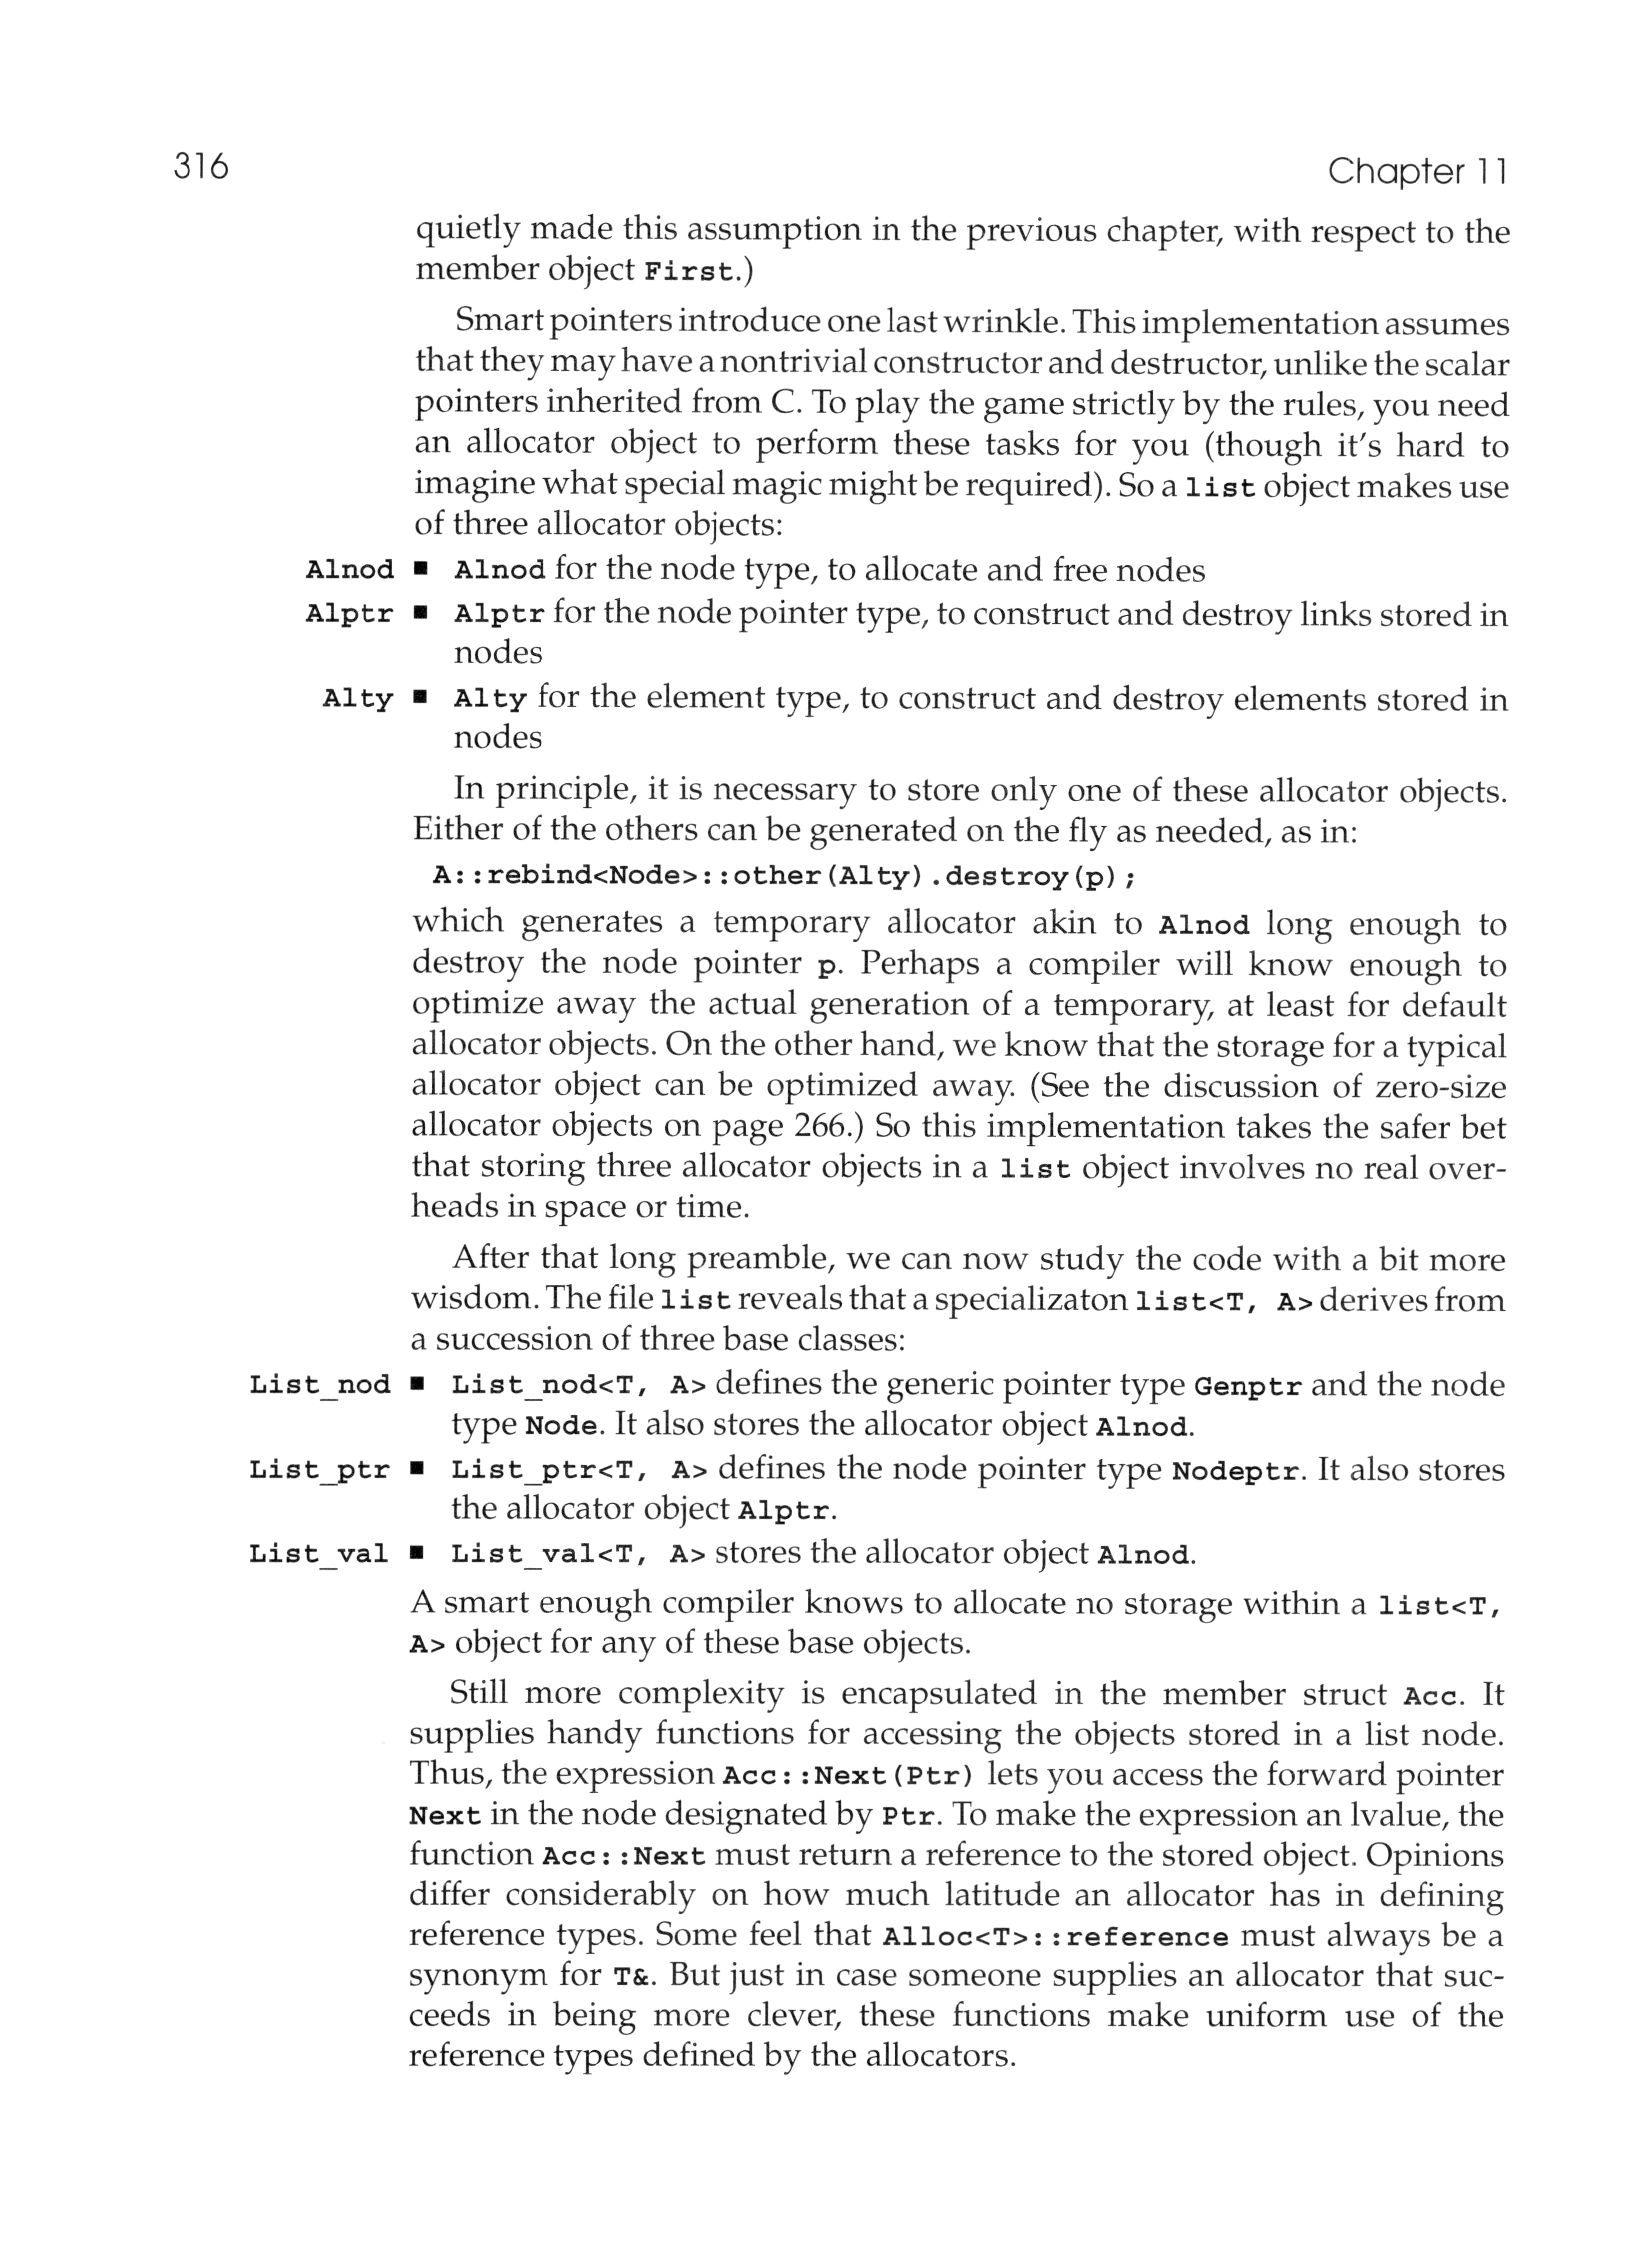 316
Chapter 11
quietly made this assumption in the previous chapter, with respect to the
member object First.)
Smart pointers introduce one last wrinkle. This implementation assumes
that they may have a nontrivial constructor and destructor, unlike the scalar
pointers inherited from C. To play the game strictly by the rules, you need
an allocator object to perform these tasks for you (though it's hard to
imagine what special magic might be required). So a list object makes use
of three allocator objects:
Alnod ■ Alnod for the node type, to allocate and free nodes
Alptr ■ Alptr for the node pointer type, to construct and destroy links stored in
nodes
Alty ■ Alty for the element type, to construct and destroy elements stored in
nodes
In principle, it is necessary to store only one of these allocator objects.
Either of the others can be generated on the fly as needed, as in:
A::rebind<Node>::other(Alty).destroy(p);
which generates a temporary allocator akin to Alnod long enough to
destroy the node pointer p. Perhaps a compiler will know enough to
optimize away the actual generation of a temporary, at least for default
allocator objects. On the other hand, we know that the storage for a typical
allocator object can be optimized away. (See the discussion of zero-size
allocator objects on page 266.) So this implementation takes the safer bet
that storing three allocator objects in a list object involves no real over-
heads in space or time.
After that long preamble, we can now study the code with a bit more
wisdom. The file list reveals that a specializaton list<T, A> derives from
a succession of three base classes:
List_nod ■ List_nod<T, A> defines the generic pointer type Genptr and the node
type Node. It also stores the allocator object Alnod.
List_ptr ■ List_ptr<T, A> defines the node pointer type Nodeptr. It also stores
the allocator object Alptr.
List_val ■ List_val<T, A> stores the allocator object Alnod.
A smart enough compiler knows to allocate no storage within a list<T,
A> object for any of these base objects.
Still more complexity is encapsulated in the member struct Acc. It
supplies handy functions for accessing the objects stored in a list node.
Thus, the expression Acc::Next(Ptr) lets you access the forward pointer
Next in the node designated by Ptr. To make the expression an lvalue, the
function Acc::Next must return a reference to the stored object. Opinions
differ considerably on how much latitude an allocator has in defining
reference types. Some feel that Alloc<T>::reference must always be a
synonym for T&. But just in case someone supplies an allocator that suc-
ceeds in being more clever, these functions make uniform use of the
reference types defined by the allocators.